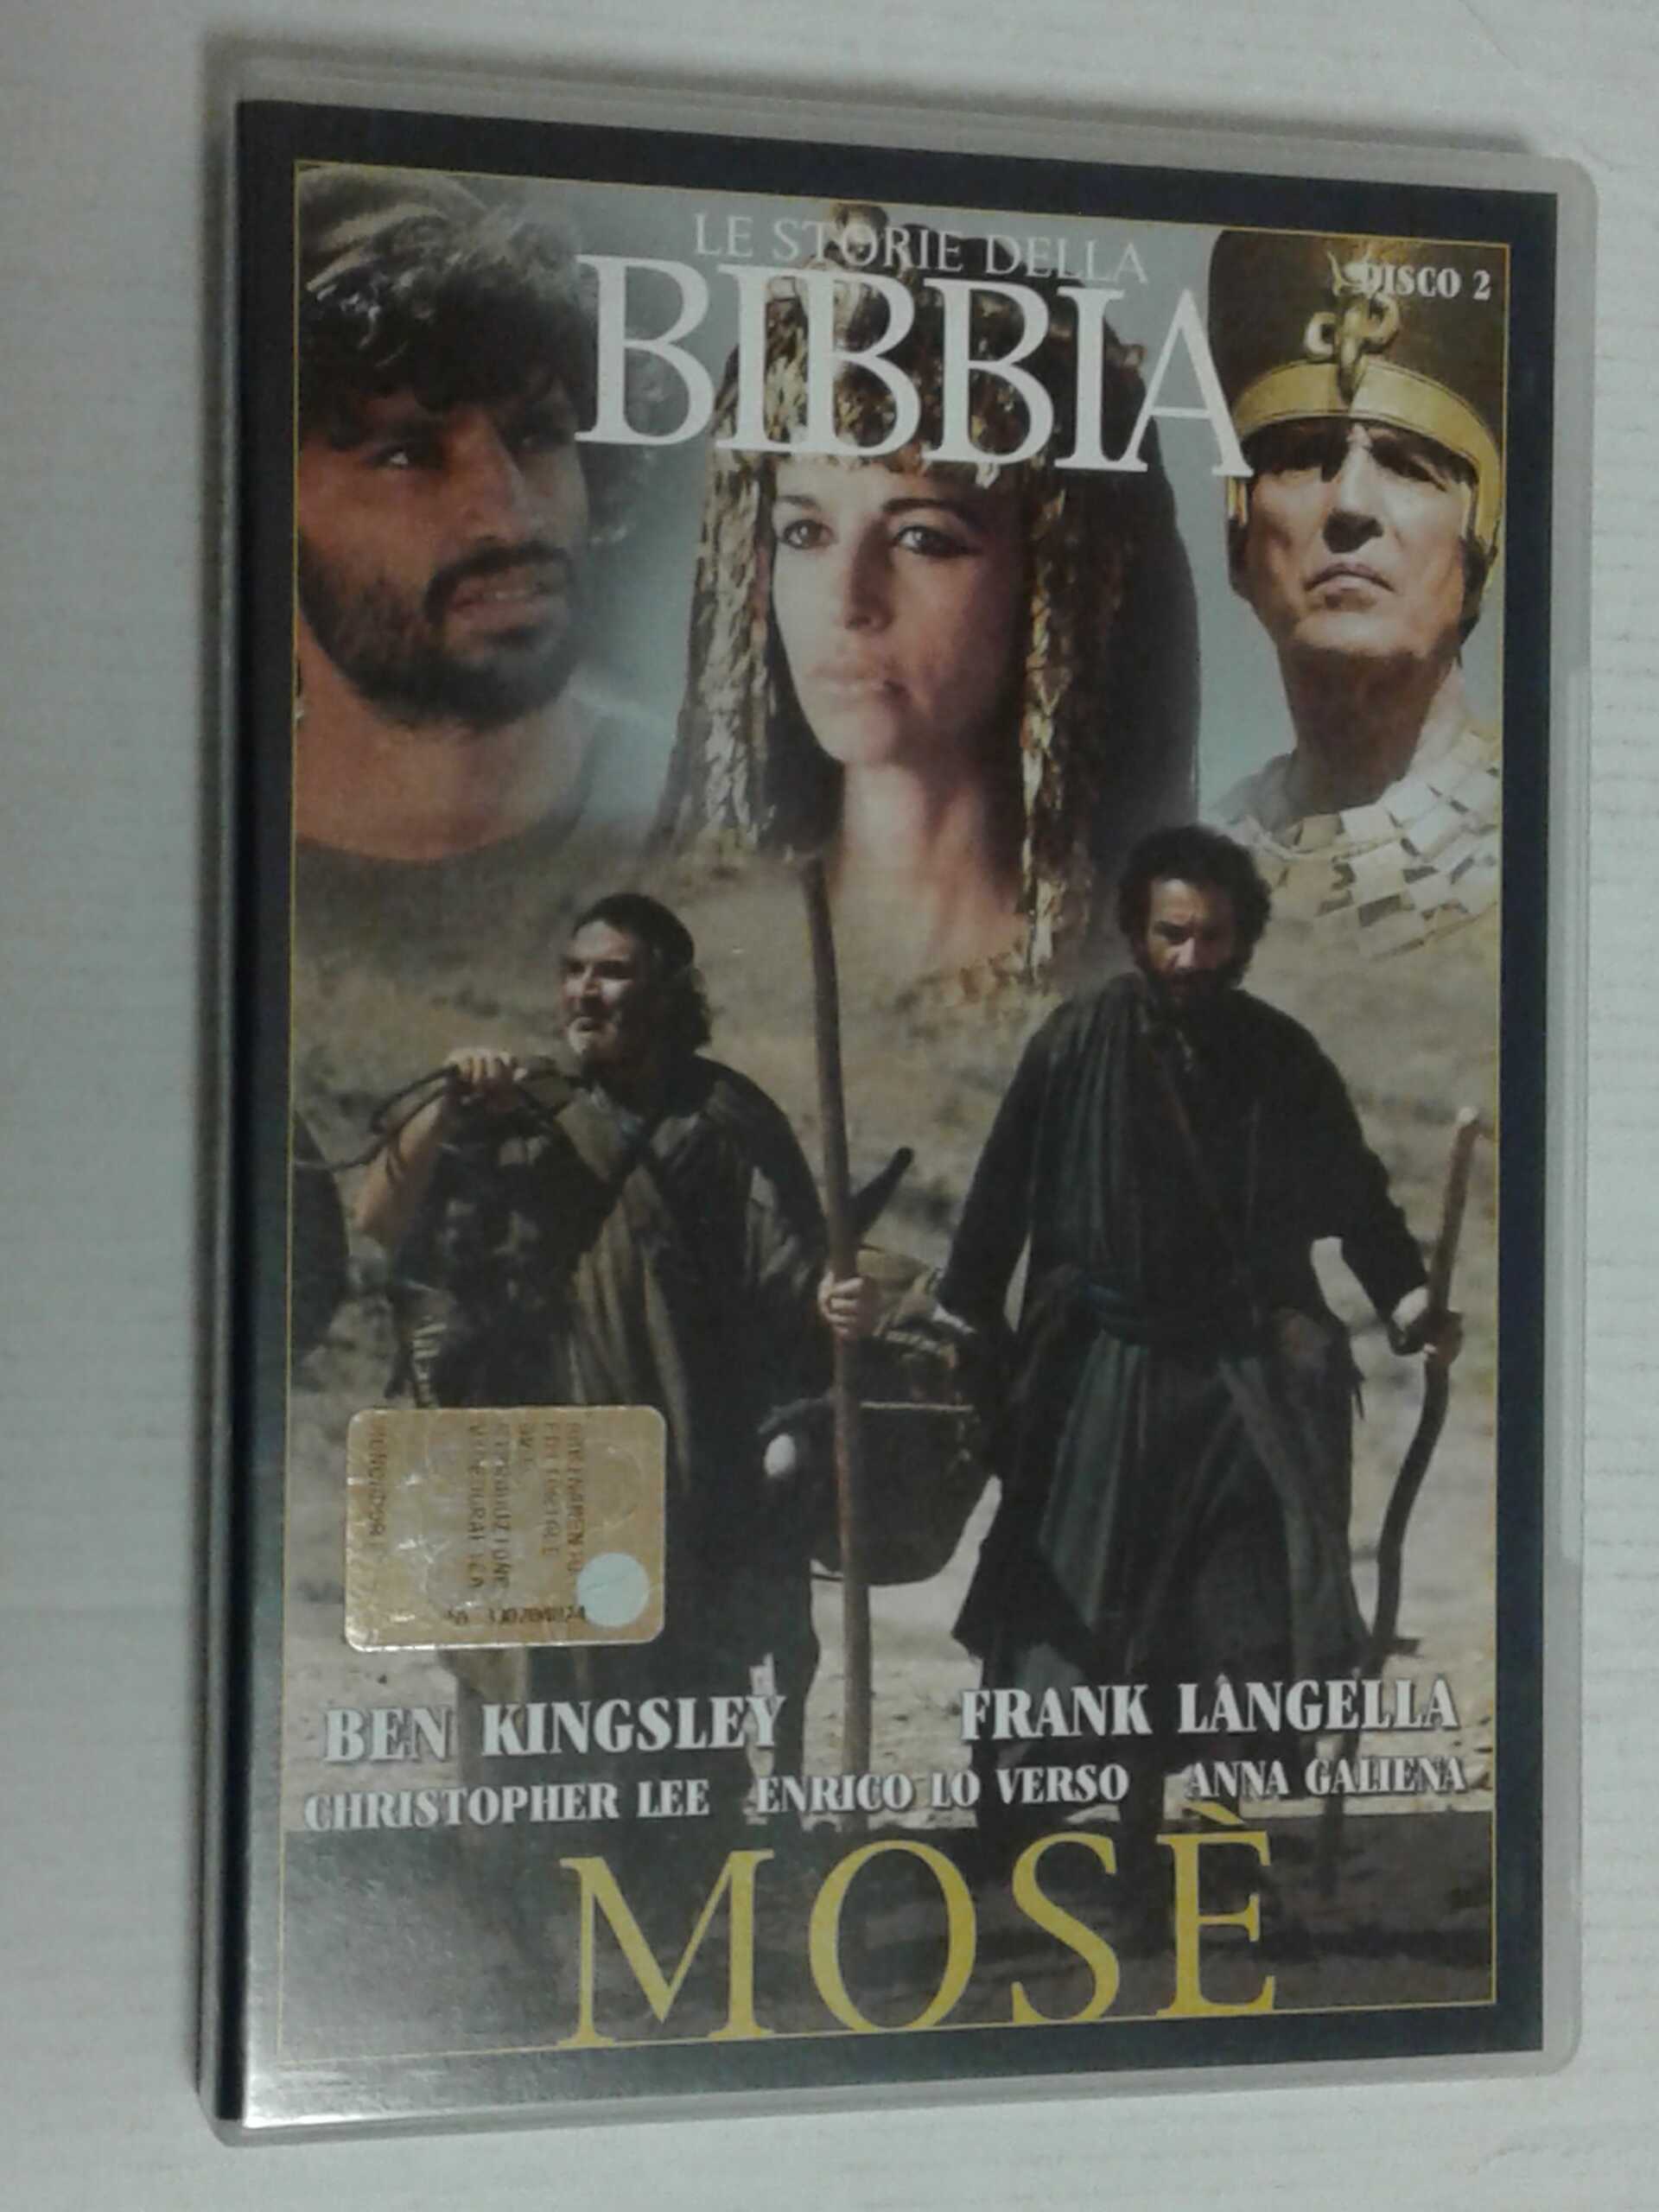 LE STORIE DELLA
BIBBIA
DISCO 2
BEN KINGSLEY
FRANK LANGELLA
CHRISTOPHER LEE ENRICO LO VERSO ANNA GALIENA
MOSÈ